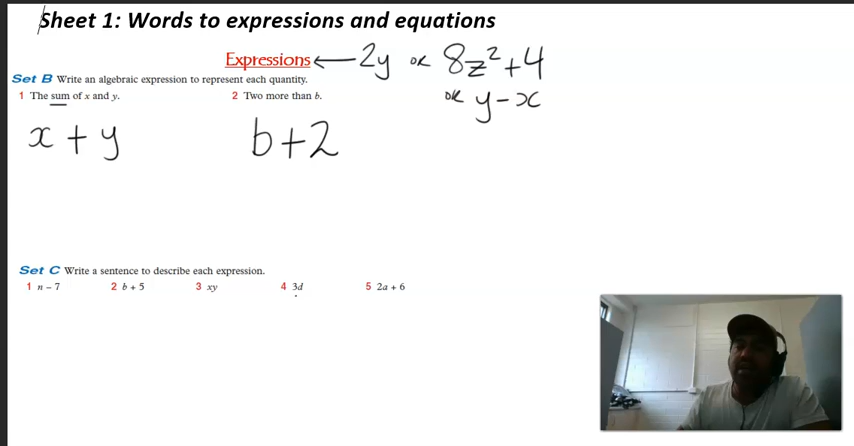 Sheet 1: Words to expressions and equations
Expressions ← 2y or 8z²+4
Set B Write an algebraic expression to represent each quantity.
or y-x
1 The sum of x and y. 2 Two more than b.
x + y b+2
Set C Write a sentence to describe each expression.
1 n – 7 2 b + 5 3 xy 4 3d 5 2a + 6